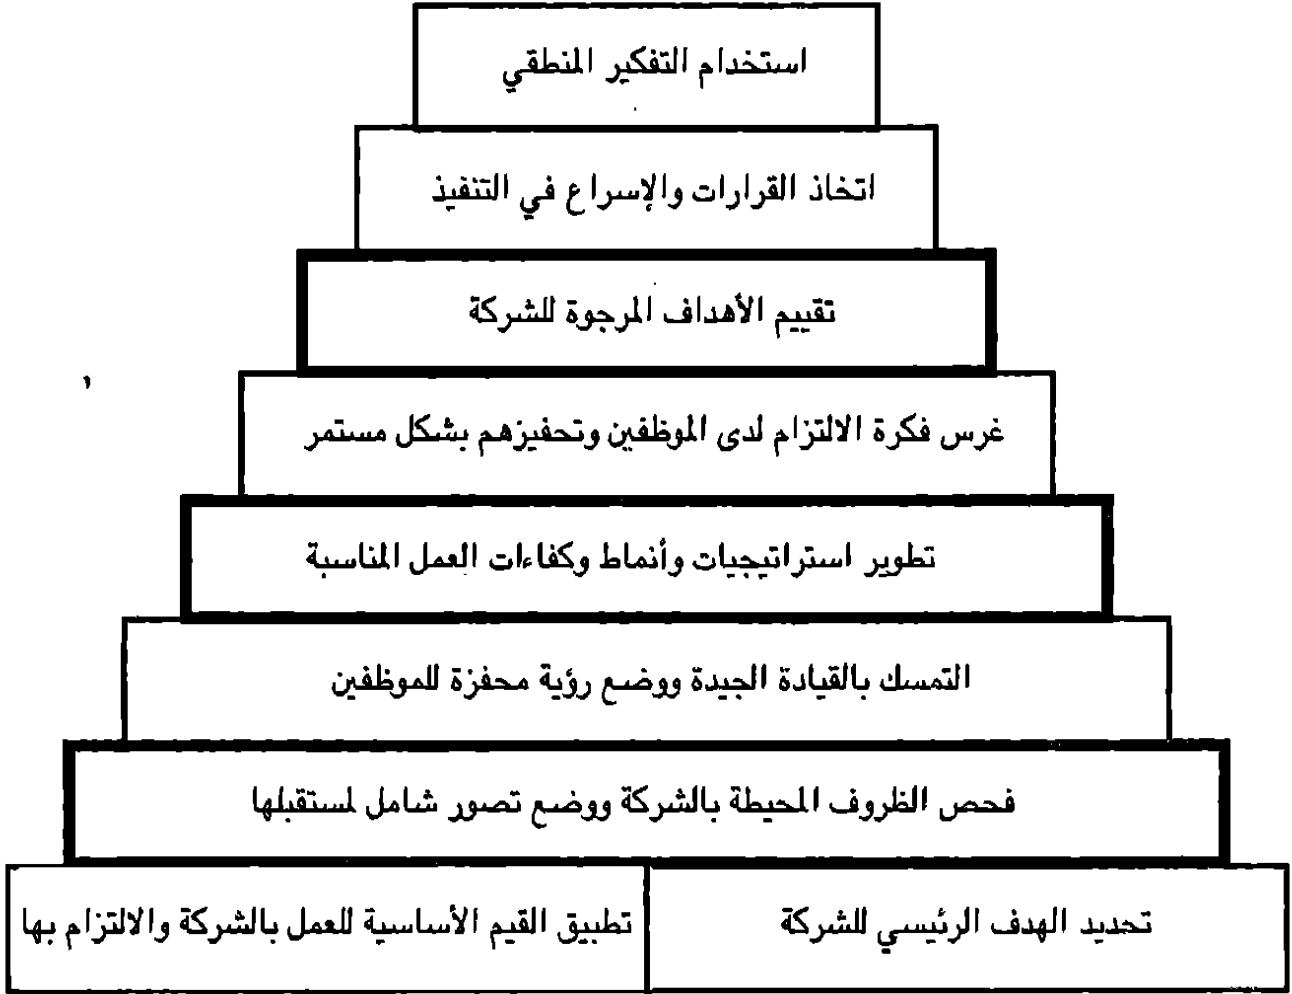 استخدام التفكير المنطقي
اتخاذ القرارات والإسراع في التنفيذ
تقييم الأهداف المرجوة للشركة
غرس فكرة الالتزام لدى الموظفين وتحفيزهم بشكل مستمر
تطوير استراتيجيات وأنماط وكفاءات العمل المناسبة
التمسك بالقيادة الجيدة ووضع رؤية محفزة للموظفين
فحص الظروف المحيطة بالشركة ووضع تصور شامل لمستقبلها
تحديد الهدف الرئيسي للشركة
تطبيق القيم الأساسية للعمل بالشركة والالتزام بها